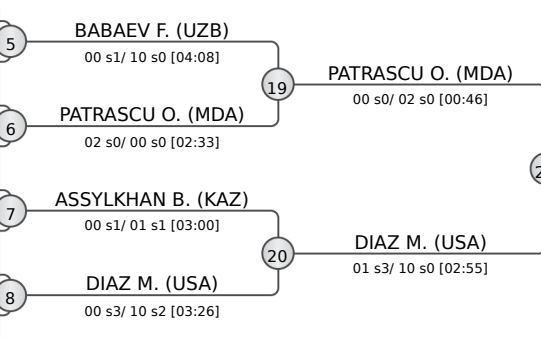 BABAEV F. (UZB)
5
00 s1/ 10 s0 [04:08]
19
PATRASCU O. (MDA)
00 s0/ 02 s0 [00:46]
PATRASCU O. (MDA)
6
02 s0/ 00 s0 [02:33]
ASSYLKHAN B. (KAZ)
7
00 s1/ 01 s1 [03:00]
20
DIAZ M. (USA)
01 s3/ 10 s0 [02:55]
DIAZ M. (USA)
8
00 s3/ 10 s2 [03:26]